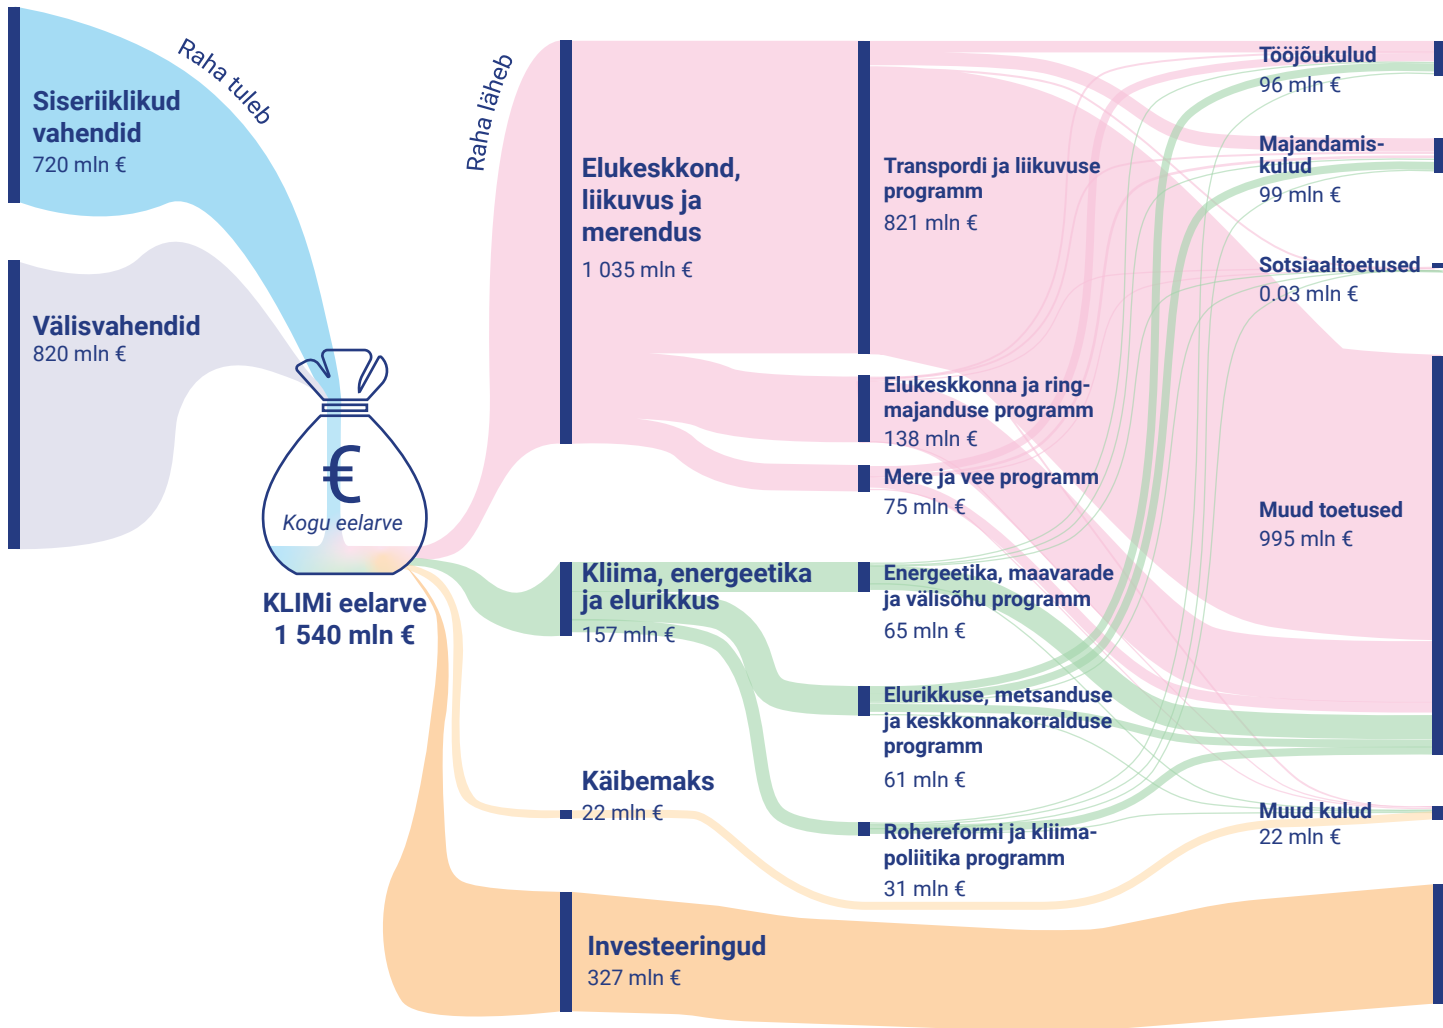 Raha tuleb
Siseriiklikud
vahendid
720 mln €
Välisvahendid
820 mln €
€
Kogu eelarve
KLIMi eelarve
1 540 mln €
Raha läheb
Elukeskkond,
liikuvus ja
merendus
1 035 mln €
Kliima, energeetika
ja elurikkus
157 mln €
Käibemaks
22 mln €
Investeeringud
327 mln €
Transpordi ja liikuvuse
programm
821 mln €
Elukeskkonna ja ring-
majanduse programm
138 mln €
Mere ja vee programm
75 mln €
Energeetika, maavarade
ja välisõhu programm
65 mln €
Elurikkuse, metsanduse
ja keskkonnakorralduse
programm
61 mln €
Rohereformi ja kliima-
poliitika programm
31 mln €
Tööjõukulud
96 mln €
Majandamis-
kulud
99 mln €
Sotsiaaltoetused
0.03 mln €
Muud toetused
995 mln €
Muud kulud
22 mln €